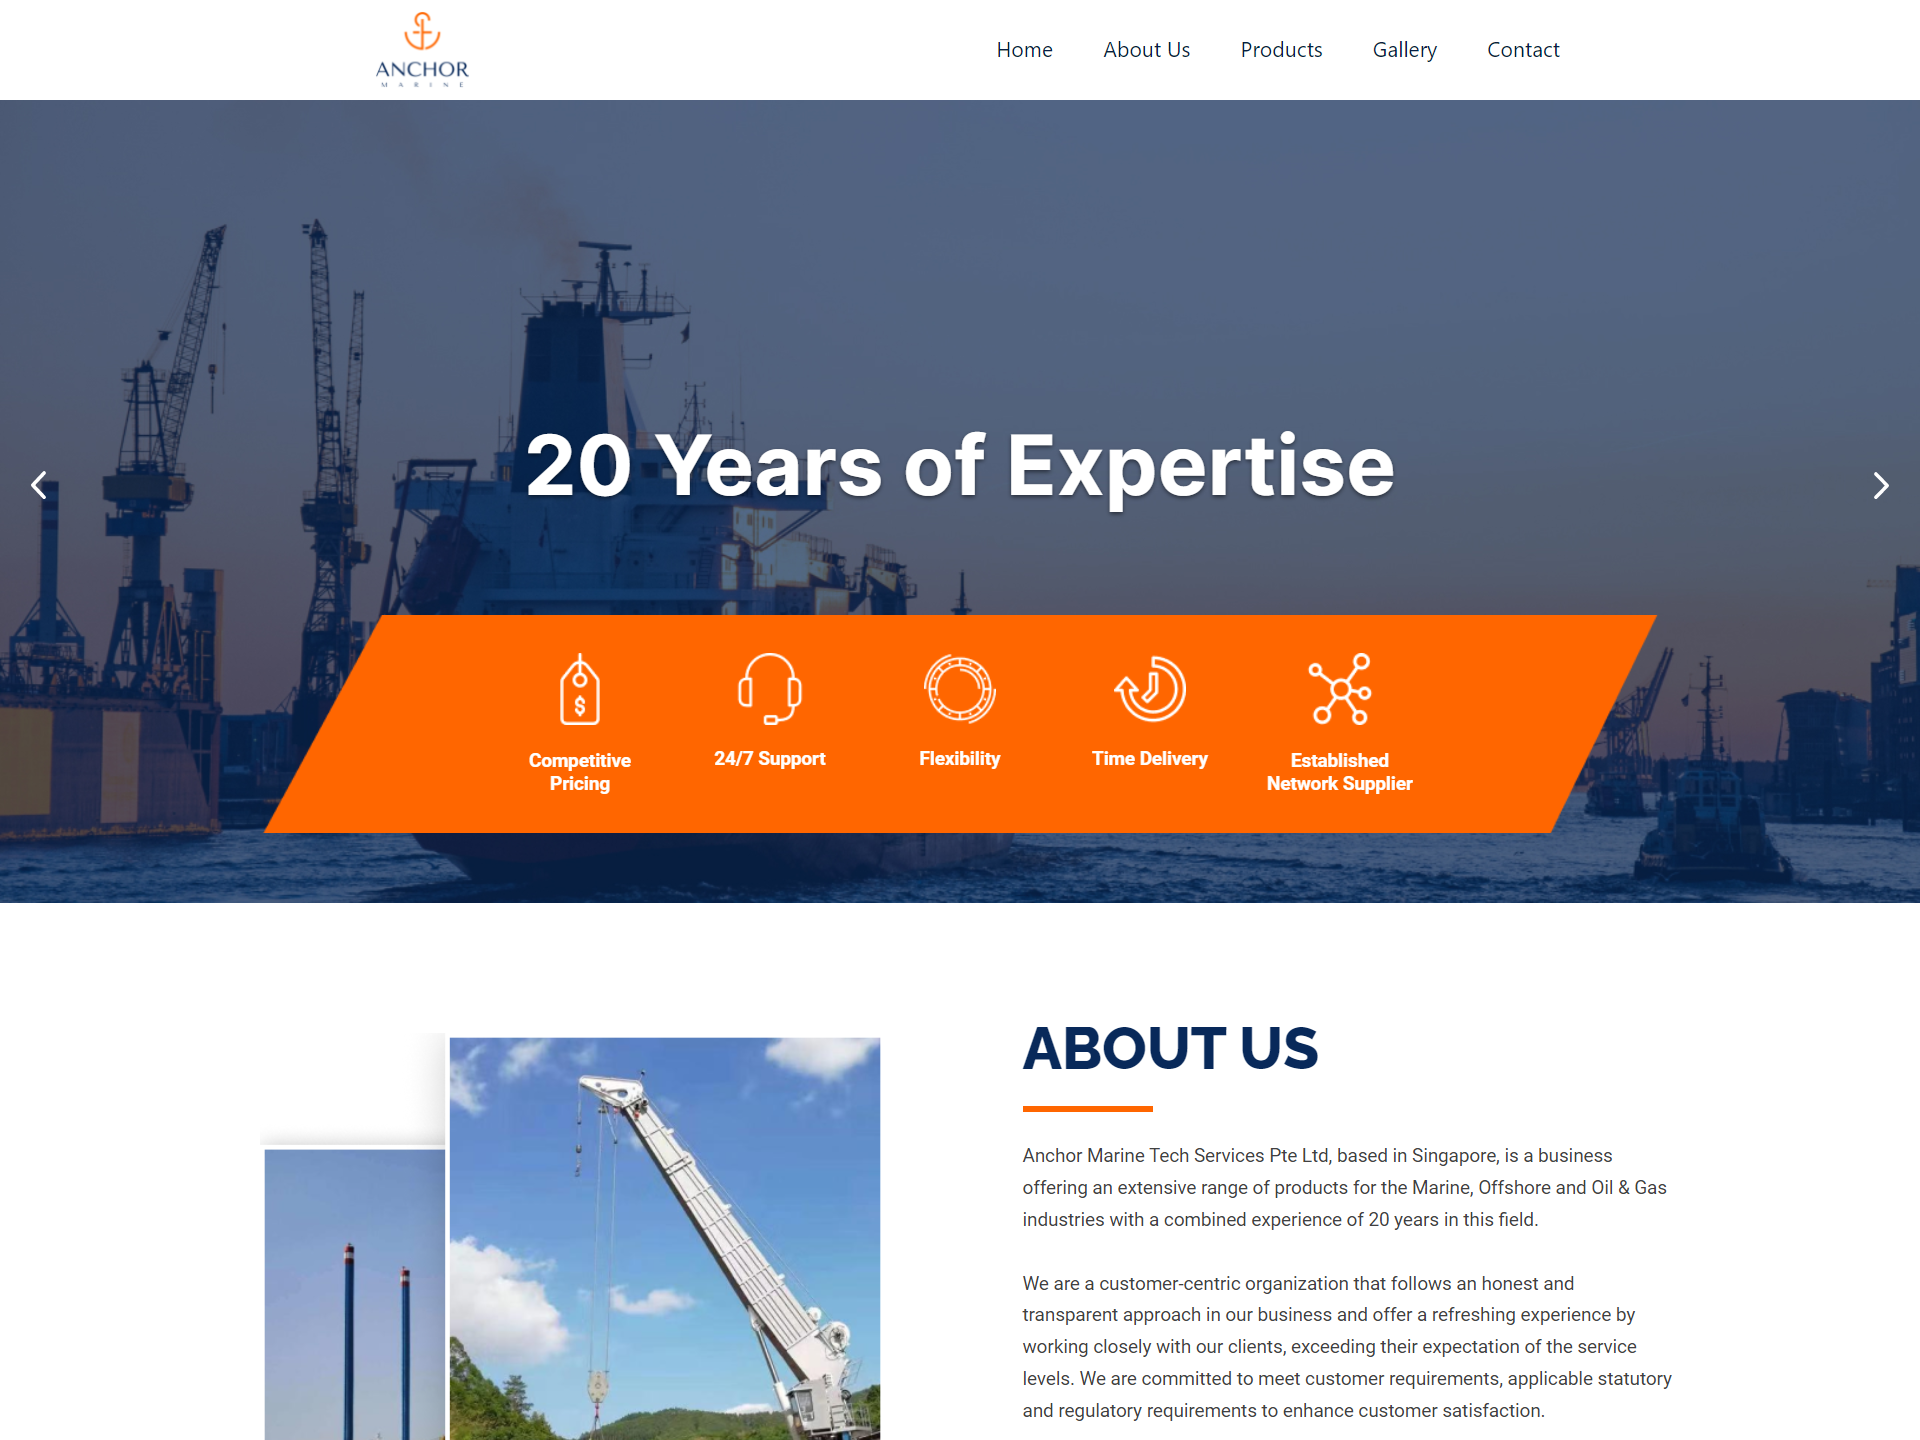 ANCHOR
MARINE
Home
About Us
Products
Gallery
Contact
20 Years of Expertise
$
Competitive
Pricing
24/7 Support
Flexibility
Time Delivery
Established
Network Supplier
ABOUT US
Anchor Marine Tech Services Pte Ltd, based in Singapore, is a business
offering an extensive range of products for the Marine, Offshore and Oil & Gas
industries with a combined experience of 20 years in this field.
We are a customer-centric organization that follows an honest and
transparent approach in our business and offer a refreshing experience by
working closely with our clients, exceeding their expectation of the service
levels. We are committed to meet customer requirements, applicable statutory
and regulatory requirements to enhance customer satisfaction.